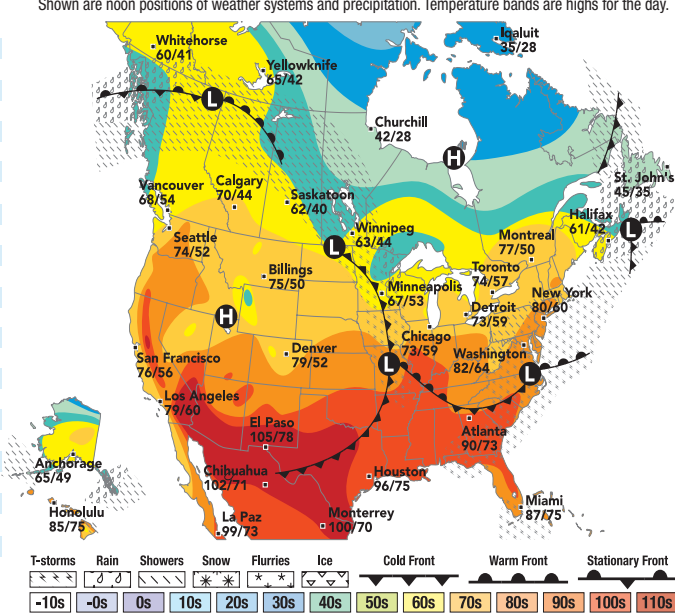 Shown are noon positions of weather systems and precipitation. Temperature bands are highs for the day.
Whitehorse
60/41
Iqaluit
35/28
Yellowknife
65/42
L
Churchill
42/28
H
Vancouver
68/54
Calgary
70/44
Saskatoon
62/40
St. John's
45/35
Halifax
61/42
L
Seattle
74/52
Winnipeg
63/44
L
Montreal
77/50
Toronto
74/57
Billings
75/50
Minneapolis
67/53
New York
80/60
Detroit
73/59
H
Chicago
73/59
Denver
79/52
Washington
82/64
San Francisco
76/56
L
L
Los Angeles
79/60
El Paso
105/78
Atlanta
90/73
Anchorage
65/49
Chihuahua
102/71
Houston
96/75
Honolulu
85/75
La Paz
99/73
Monterrey
100/70
Miami
87/75
T-storms Rain Showers Snow Flurries Ice Cold Front Warm Front Stationary Front
-10s -0s 0s 10s 20s 30s 40s 50s 60s 70s 80s 90s 100s 110s